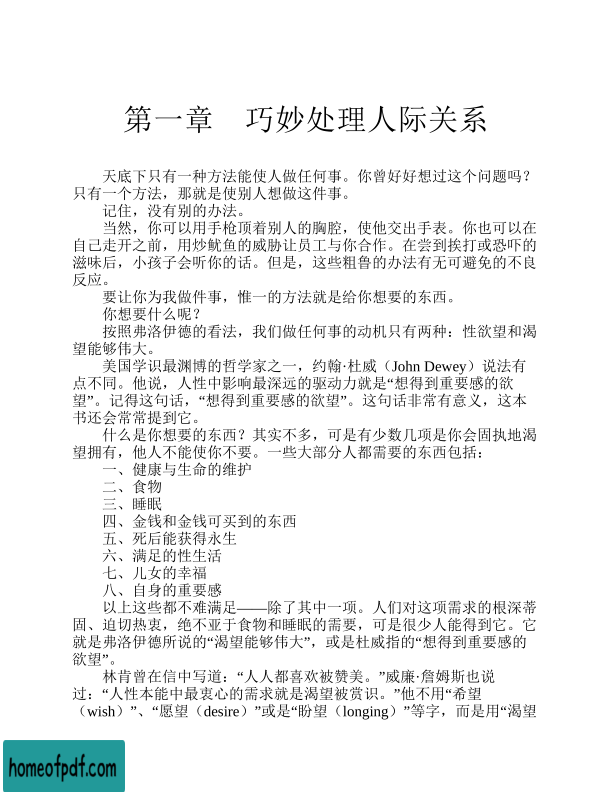 第一章　巧妙处理人际关系
天底下只有一种方法能使人做任何事。你曾好好想过这个问题吗？
只有一个方法，那就是使别人想做这件事。
记住，没有别的办法。
当然，你可以用手枪顶着别人的胸腔，使他交出手表。你也可以在
自己走开之前，用炒鱿鱼的威胁让员工与你合作。在尝到挨打或恐吓的
滋味后，小孩子会听你的话。但是，这些粗鲁的办法有无可避免的不良
反应。
要让你为我做件事，惟一的方法就是给你想要的东西。
你想要什么呢？
按照弗洛伊德的看法，我们做任何事的动机只有两种：性欲望和渴
望能够伟大。
美国学识最渊博的哲学家之一，约翰·杜威（John Dewey）说法有
点不同。他说，人性中影响最深远的驱动力就是“想得到重要感的欲
望”。记得这句话，“想得到重要感的欲望”。这句话非常有意义，这本
书还会常常提到它。
什么是你想要的东西？其实不多，可是有少数几项是你会固执地渴
望拥有，他人不能使你不要。一些大部分人都需要的东西包括：
一、健康与生命的维护
二、食物
三、睡眠
四、金钱和金钱可买到的东西
五、死后能获得永生
六、满足的性生活
七、儿女的幸福
八、自身的重要感
以上这些都不难满足——除了其中一项。人们对这项需求的根深蒂
固、迫切热衷，绝不亚于食物和睡眠的需要，可是很少人能得到它。它
就是弗洛伊德所说的“渴望能够伟大”，或是杜威指的“想得到重要感的
欲望”。
林肯曾在信中写道：“人人都喜欢被赞美。”威廉·詹姆斯也说
过：“人性本能中最衷心的需求就是渴望被赏识。”他不用“希望
（wish）”、“愿望（desire）”或是“盼望（longing）”等字，而是用“渴望
homeofpdf.com